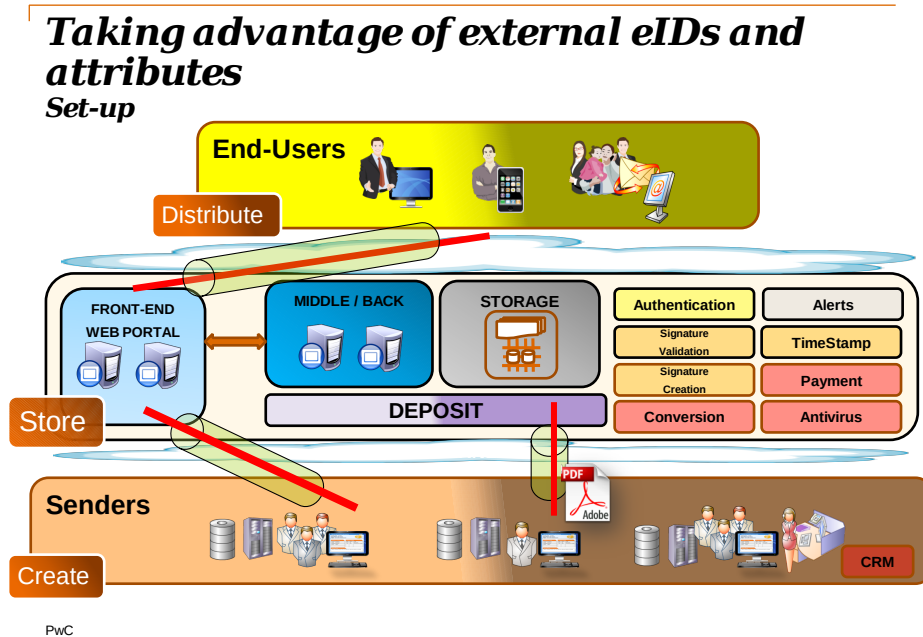 Taking advantage of external eIDs and
attributes
Set-up
End-Users
@
Distribute
FRONT-END
WEB PORTAL
MIDDLE / BACK
STORAGE
Authentication
Alerts
Signature
Validation
TimeStamp
Signature
Creation
Payment
DEPOSIT
Conversion
Antivirus
Store
PDF
Adobe
Senders
CRM
Create
PwC